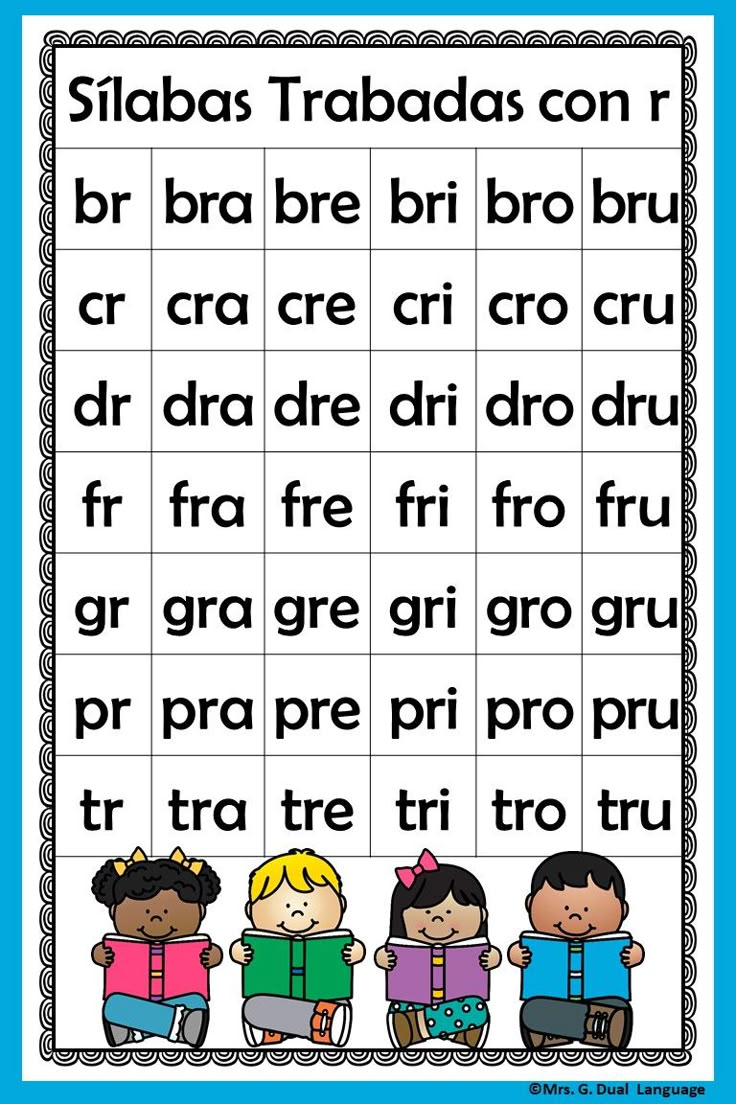 Sílabas Trabadas con r
br bra bre bri bro bru
cr cra cre cri cro cru
dr dra dre dri dro dru
fr fra fre fri fro fru
gr gra gre gri gro gru
pr pra pre pri pro pru
tr tra tre tri tro tru
©Mrs. G. Dual Language